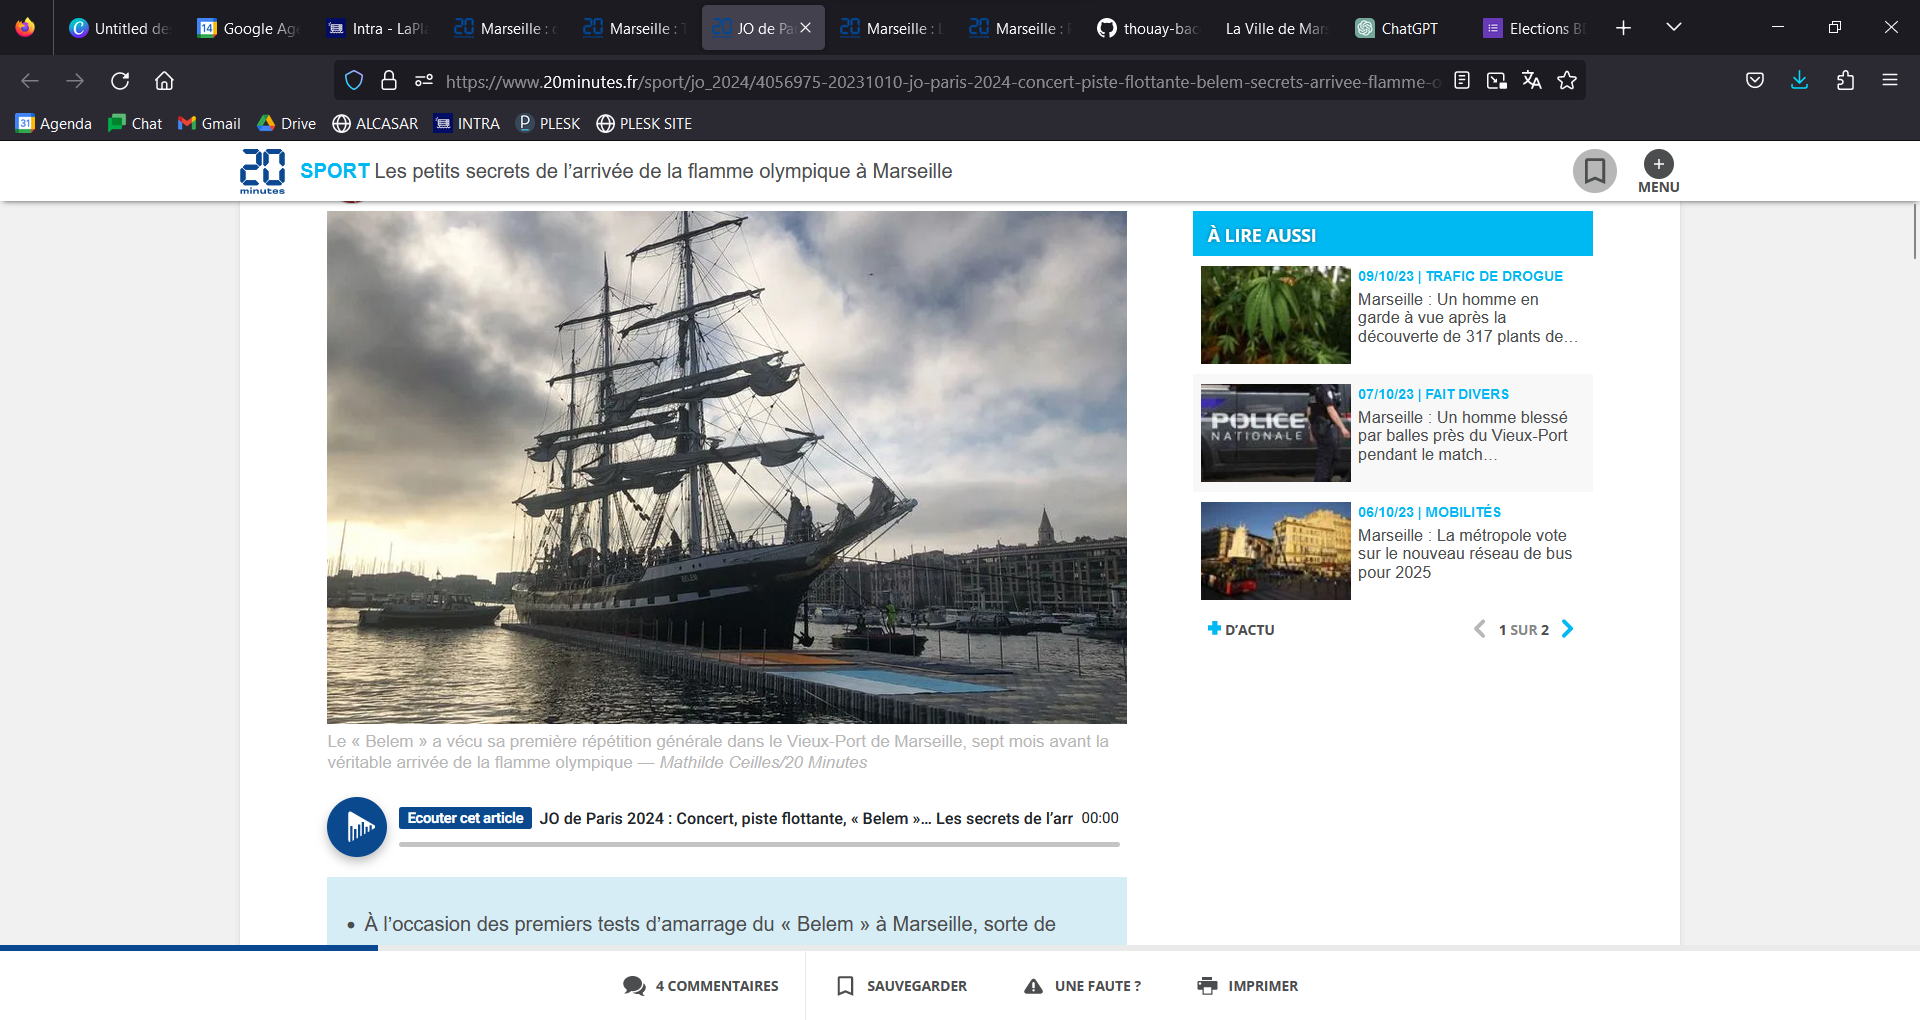 Untitled de
Google Age
Intra - LaPl
Marseille :
Marseille : T
JO de Pa
Marseille : L
Marseille :
thouay-bac
La Ville de Mar
ChatGPT
Elections B
https://www.20minutes.fr/sport/jo_2024/4056975-20231010-jo-paris-2024-concert-piste-flottante-belem-secrets-arrivee-flamme-o
31 Agenda
Chat
Gmail
Drive
ALCASAR
INTRA
PLESK
PLESK SITE
20 minutes
SPORT Les petits secrets de l’arrivée de la flamme olympique à Marseille
MENU
BELEM
Le « Belem » a vécu sa première répétition générale dans le Vieux-Port de Marseille, sept mois avant la
véritable arrivée de la flamme olympique — Mathilde Ceilles/20 Minutes
Ecouter cet article JO de Paris 2024 : Concert, piste flottante, « Belem »... Les secrets de l’arr 00:00
• À l’occasion des premiers tests d’amarrage du « Belem » à Marseille, sorte de
À LIRE AUSSI
09/10/23 | TRAFIC DE DROGUE
Marseille : Un homme en
garde à vue après la
découverte de 317 plants de…
POLICE
NATIONALE
07/10/23 | FAIT DIVERS
Marseille : Un homme blessé
par balles près du Vieux-Port
pendant le match…
06/10/23 | MOBILITÉS
Marseille : La métropole vote
sur le nouveau réseau de bus
pour 2025
+ D’ACTU
1 SUR 2
4 COMMENTAIRES
SAUVEGARDER
UNE FAUTE ?
IMPRIMER